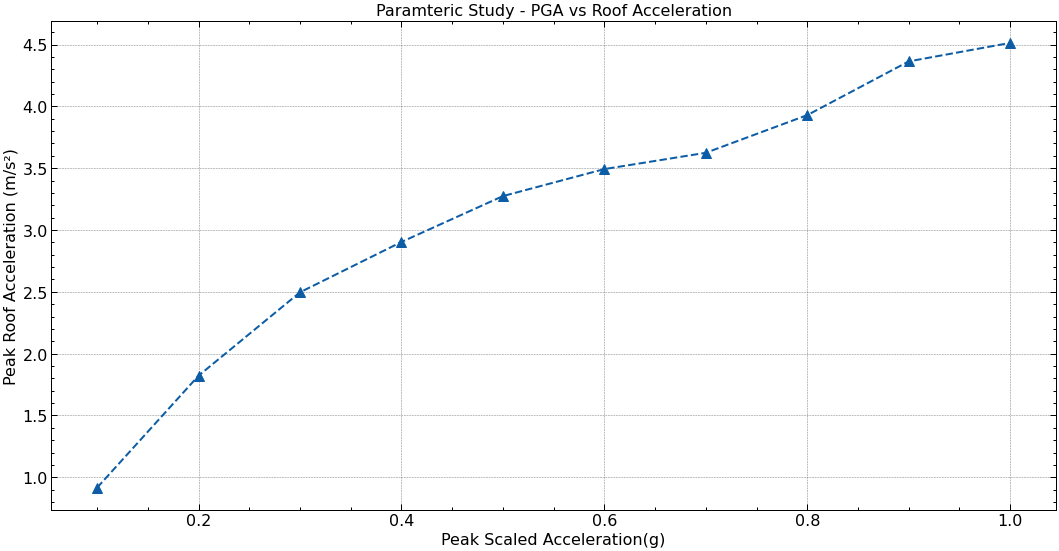 Paramteric Study - PGA vs Roof Acceleration
4.5
4.0
3.5
3.0
2.5
2.0
1.5
1.0
Peak Roof Acceleration (m/s²)
0.2 0.4 0.6 0.8 1.0
Peak Scaled Acceleration(g)